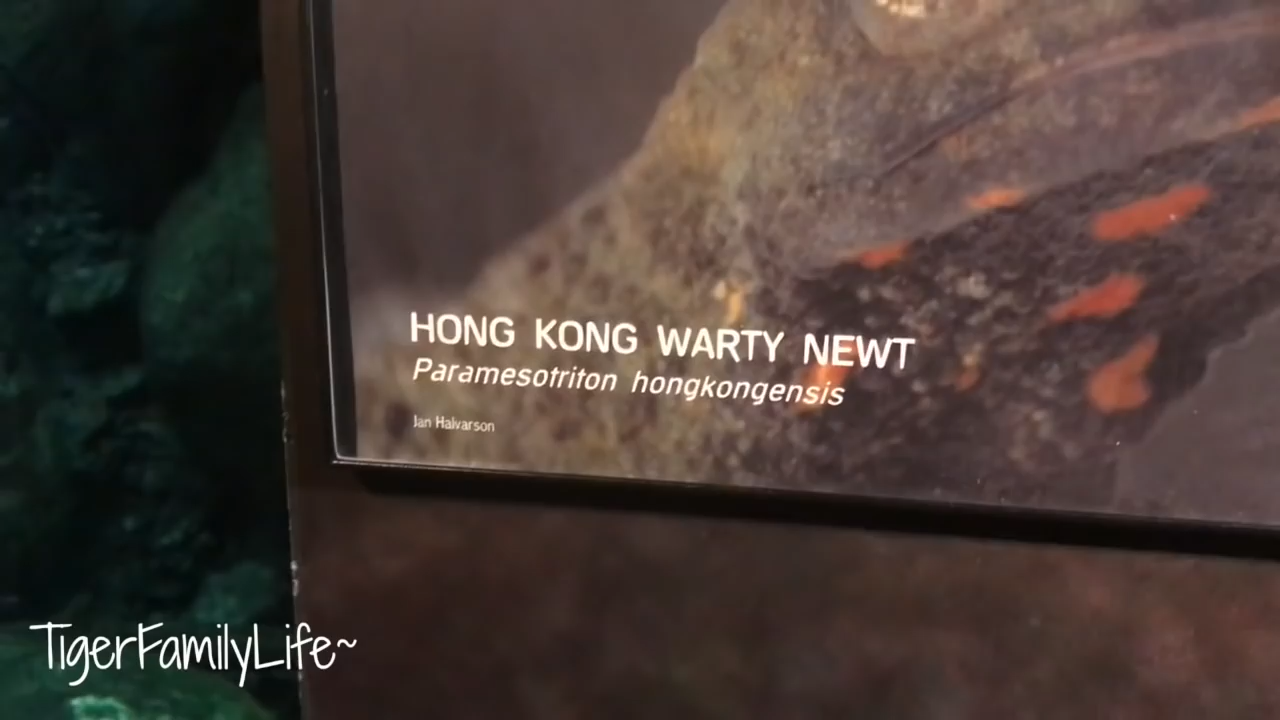 HONG KONG WARTY NEWT
Paramesotriton hongkongensis
Jan Halvarson
TigerFamilyLife~